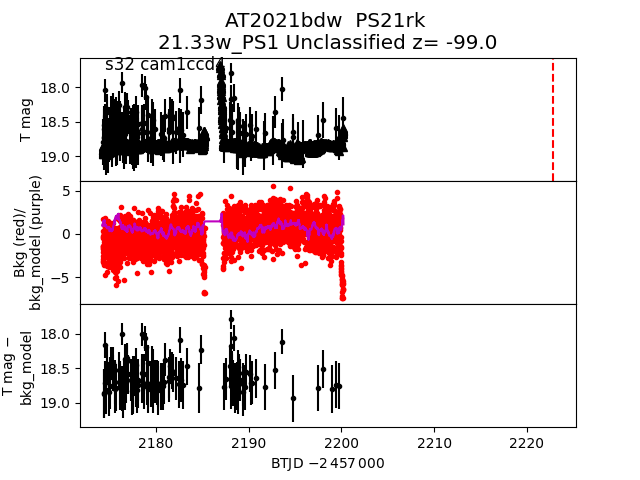 AT2021bdw  PS21rk
21.33w_PS1 Unclassified z= -99.0
s32 cam1ccd4
18.0
18.5
19.0
T mag
5
0
−5
Bkg (red)/
bkg_model (purple)
18.0
18.5
19.0
T mag −
bkg_model
2180
2190
2200
2210
2220
BTJD −2 457 000